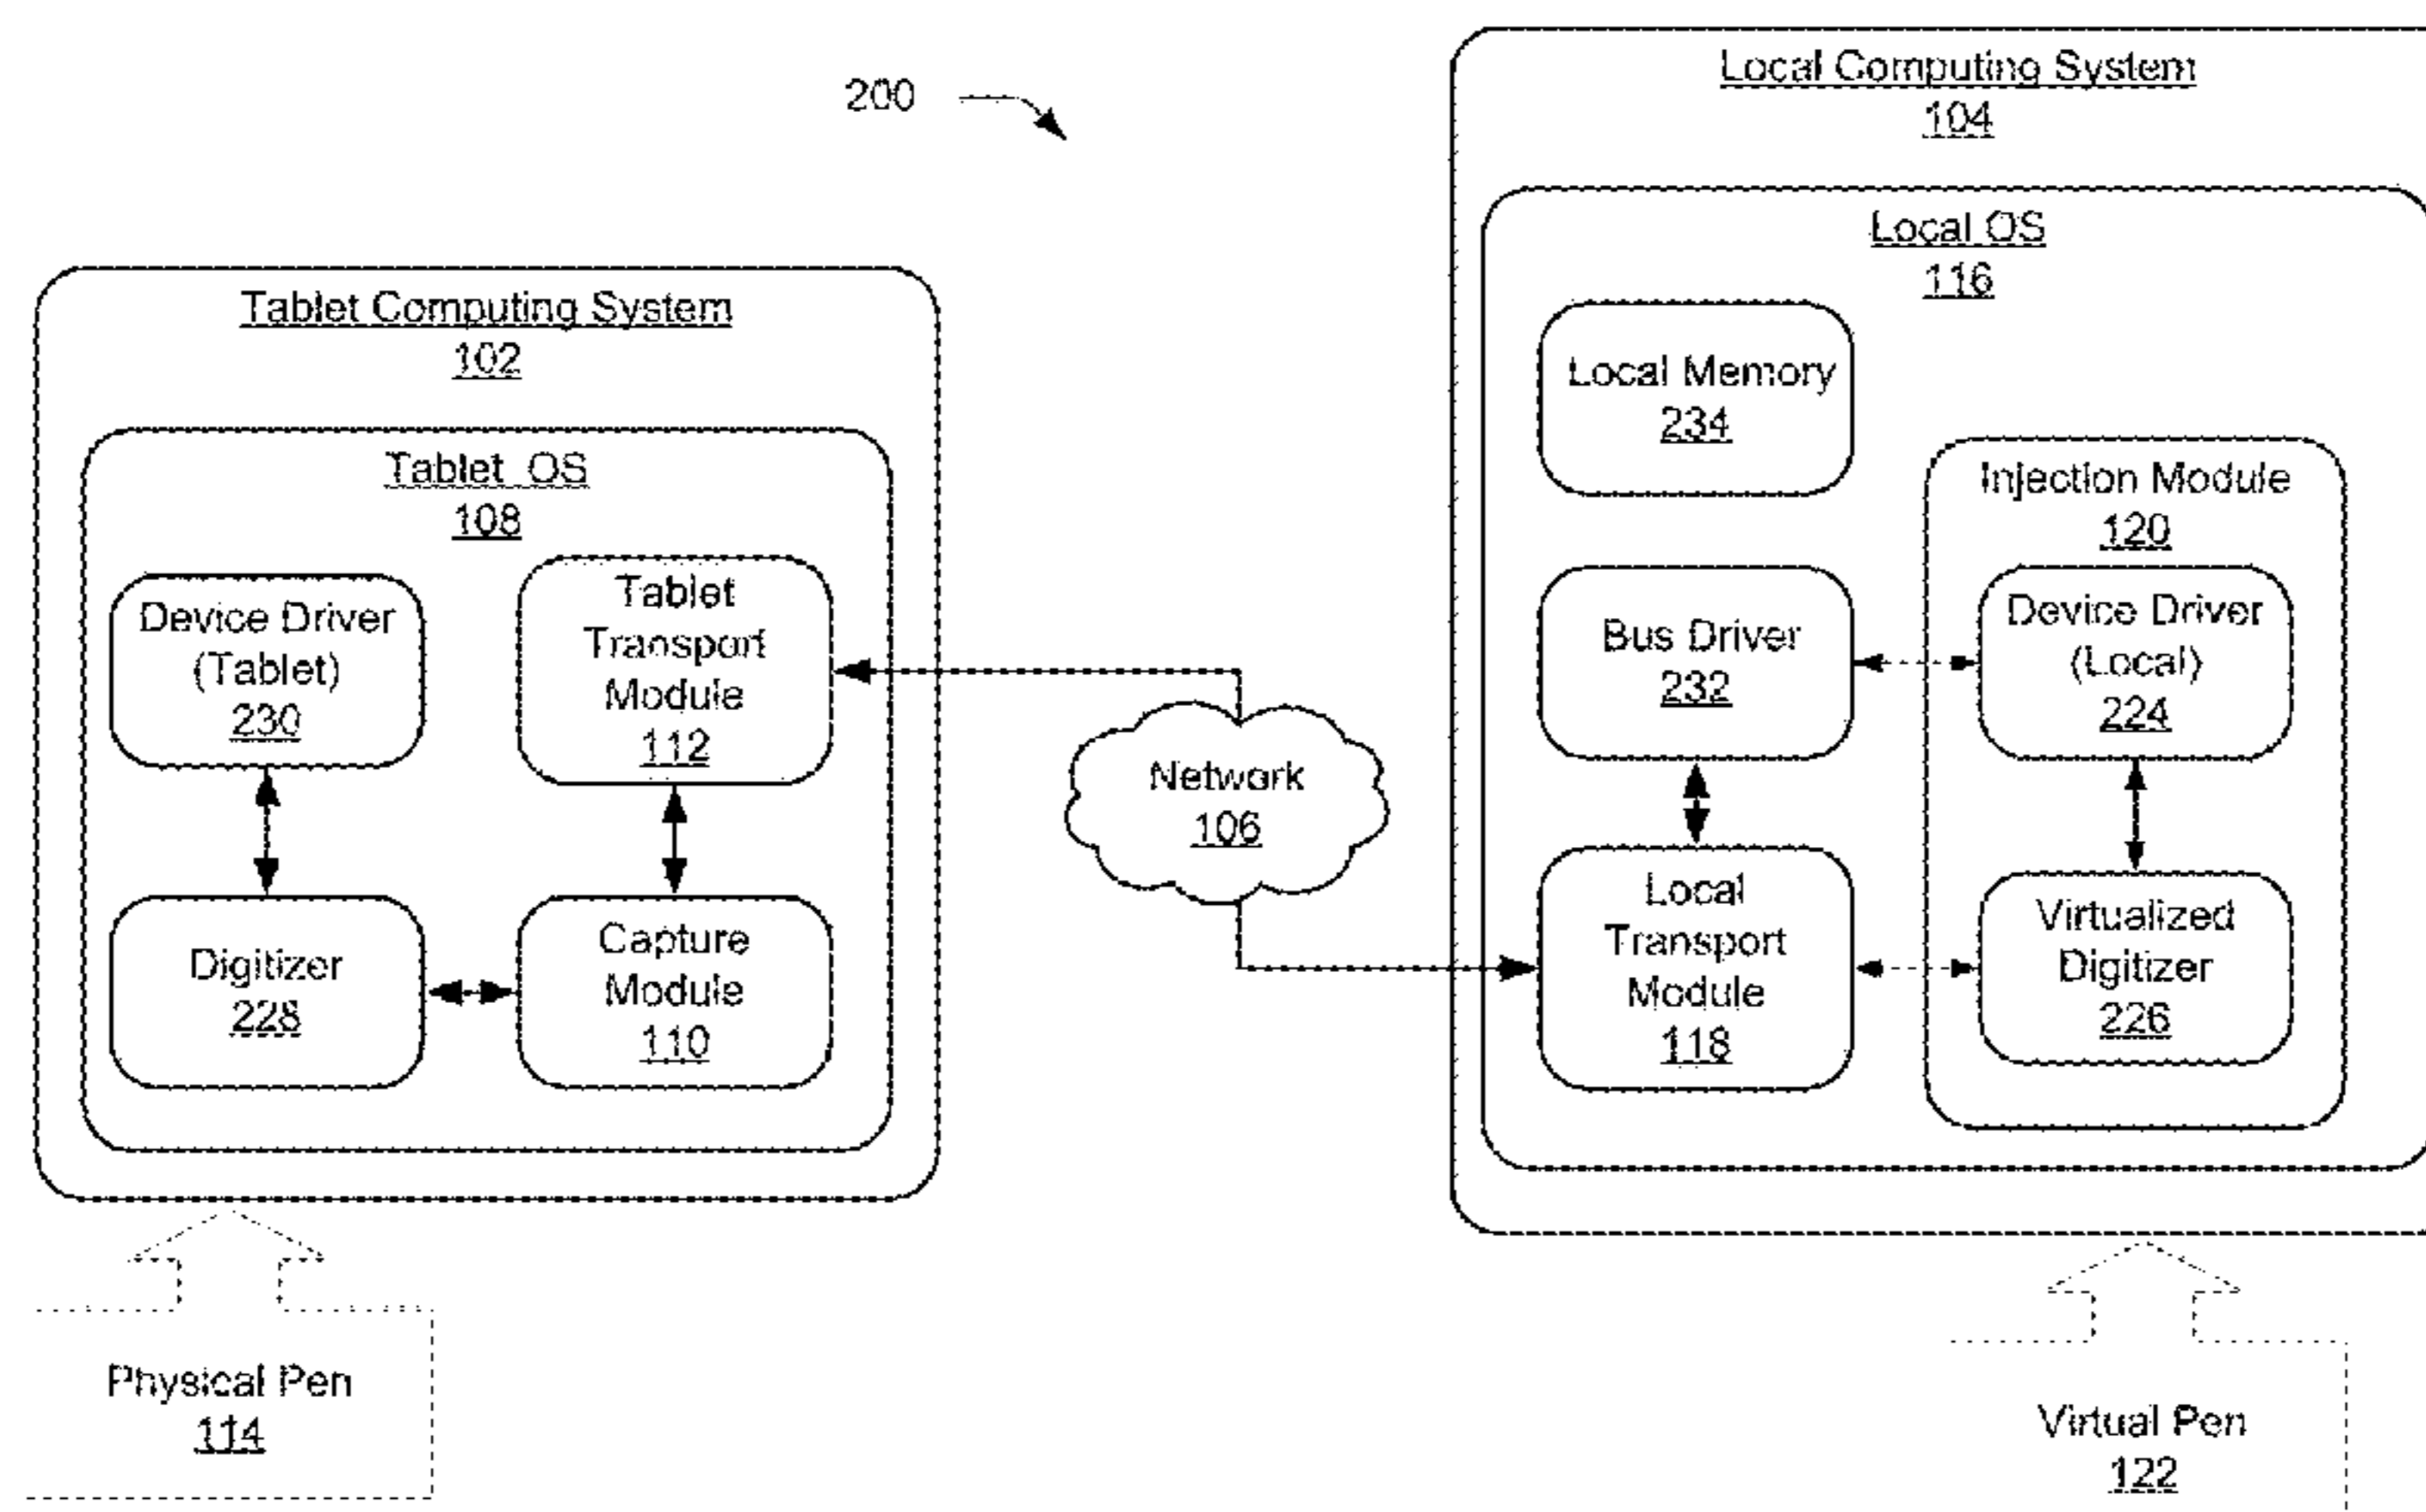 200
Local Computing System
104
Local OS
116
Tablet Computing System
102
Local Memory
234
Tablet OS
108
Injection Module
120
Device Driver
(Tablet)
230
Tablet
Transport
Module
112
Bus Driver
232
Device Driver
(Local)
224
Network
106
Digitizer
228
Capture
Module
110
Local
Transport
Module
118
Virtualized
Digitizer
226
Physical Pen
114
Virtual Pen
122